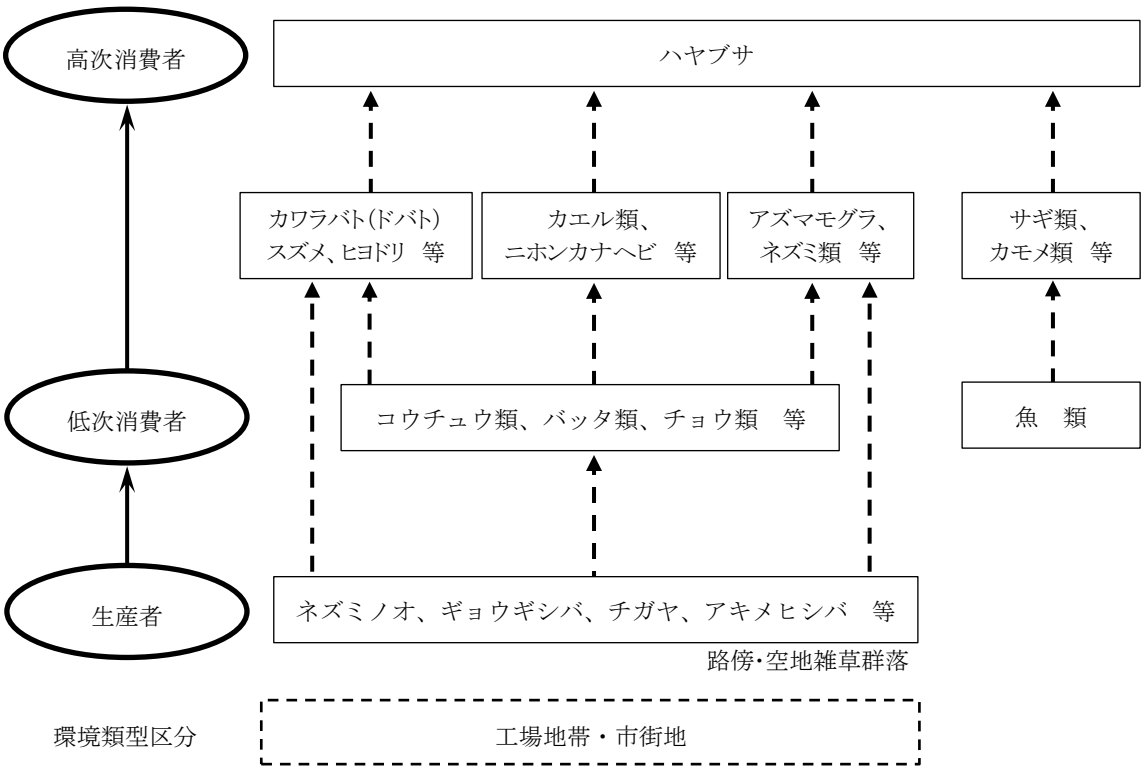 高次消費者
ハヤブサ
カワラバト(ドバト)
スズメ、ヒヨドリ 等
カエル類、
ニホンカナヘビ 等
アズマモグラ、
ネズミ類 等
サギ類、
カモメ類 等
低次消費者
コウチュウ類、バッタ類、チョウ類 等
魚 類
生産者
ネズミノオ、ギョウギシバ、チガヤ、アキメヒシバ 等
路傍・空地雑草群落
環境類型区分
工場地帯・市街地